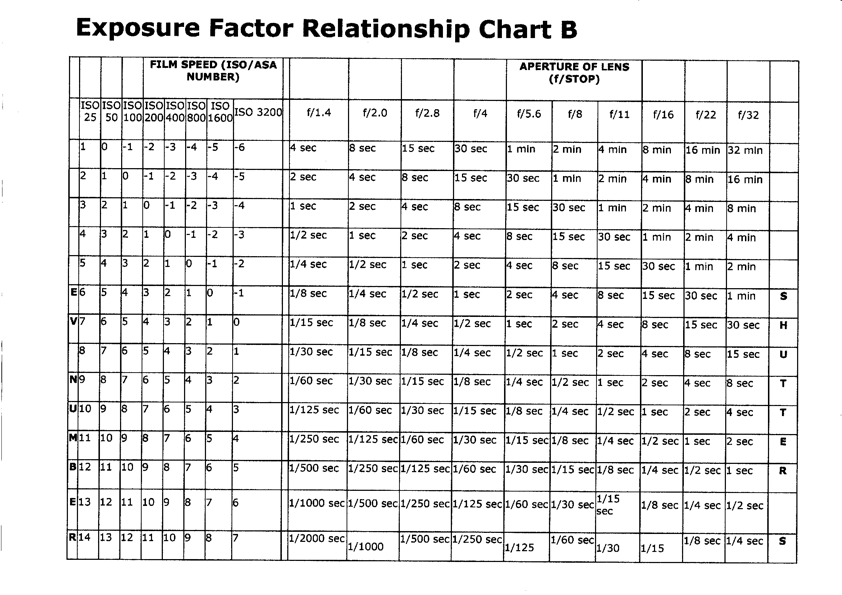 Exposure Factor Relationship Chart B
FILM SPEED (ISO/ASA NUMBER) APERTURE OF LENS (f/STOP)
ISO 25 ISO 50 ISO 100 ISO 200 ISO 400 ISO 800 ISO 1600 ISO 3200 f/1.4 f/2.0 f/2.8 f/4 f/5.6 f/8 f/11 f/16 f/22 f/32
1 0 -1 -2 -3 -4 -5 -6 4 sec 8 sec 15 sec 30 sec 1 min 2 min 4 min 8 min 16 min 32 min
2 1 0 -1 -2 -3 -4 -5 2 sec 4 sec 8 sec 15 sec 30 sec 1 min 2 min 4 min 8 min 16 min
3 2 1 0 -1 -2 -3 -4 1 sec 2 sec 4 sec 8 sec 15 sec 30 sec 1 min 2 min 4 min 8 min
4 3 2 1 0 -1 -2 -3 1/2 sec 1 sec 2 sec 4 sec 8 sec 15 sec 30 sec 1 min 2 min 4 min
5 4 3 2 1 0 -1 -2 1/4 sec 1/2 sec 1 sec 2 sec 4 sec 8 sec 15 sec 30 sec 1 min 2 min
E 6 5 4 3 2 1 0 -1 1/8 sec 1/4 sec 1/2 sec 1 sec 2 sec 4 sec 8 sec 15 sec 30 sec 1 min S
V 7 6 5 4 3 2 1 0 1/15 sec 1/8 sec 1/4 sec 1/2 sec 1 sec 2 sec 4 sec 8 sec 15 sec 30 sec H
8 7 6 5 4 3 2 1 1/30 sec 1/15 sec 1/8 sec 1/4 sec 1/2 sec 1 sec 2 sec 4 sec 8 sec 15 sec U
N 9 8 7 6 5 4 3 2 1/60 sec 1/30 sec 1/15 sec 1/8 sec 1/4 sec 1/2 sec 1 sec 2 sec 4 sec 8 sec T
U 10 9 8 7 6 5 4 3 1/125 sec 1/60 sec 1/30 sec 1/15 sec 1/8 sec 1/4 sec 1/2 sec 1 sec 2 sec 4 sec T
M 11 10 9 8 7 6 5 4 1/250 sec 1/125 sec 1/60 sec 1/30 sec 1/15 sec 1/8 sec 1/4 sec 1/2 sec 1 sec 2 sec E
B 12 11 10 9 8 7 6 5 1/500 sec 1/250 sec 1/125 sec 1/60 sec 1/30 sec 1/15 sec 1/8 sec 1/4 sec 1/2 sec 1 sec R
E 13 12 11 10 9 8 7 6 1/1000 sec 1/500 sec 1/250 sec 1/125 sec 1/60 sec 1/30 sec 1/15 sec 1/8 sec 1/4 sec 1/2 sec
R 14 13 12 11 10 9 8 7 1/2000 sec 1/1000 1/500 sec 1/250 sec 1/125 1/60 sec 1/30 1/15 1/8 sec 1/4 sec S